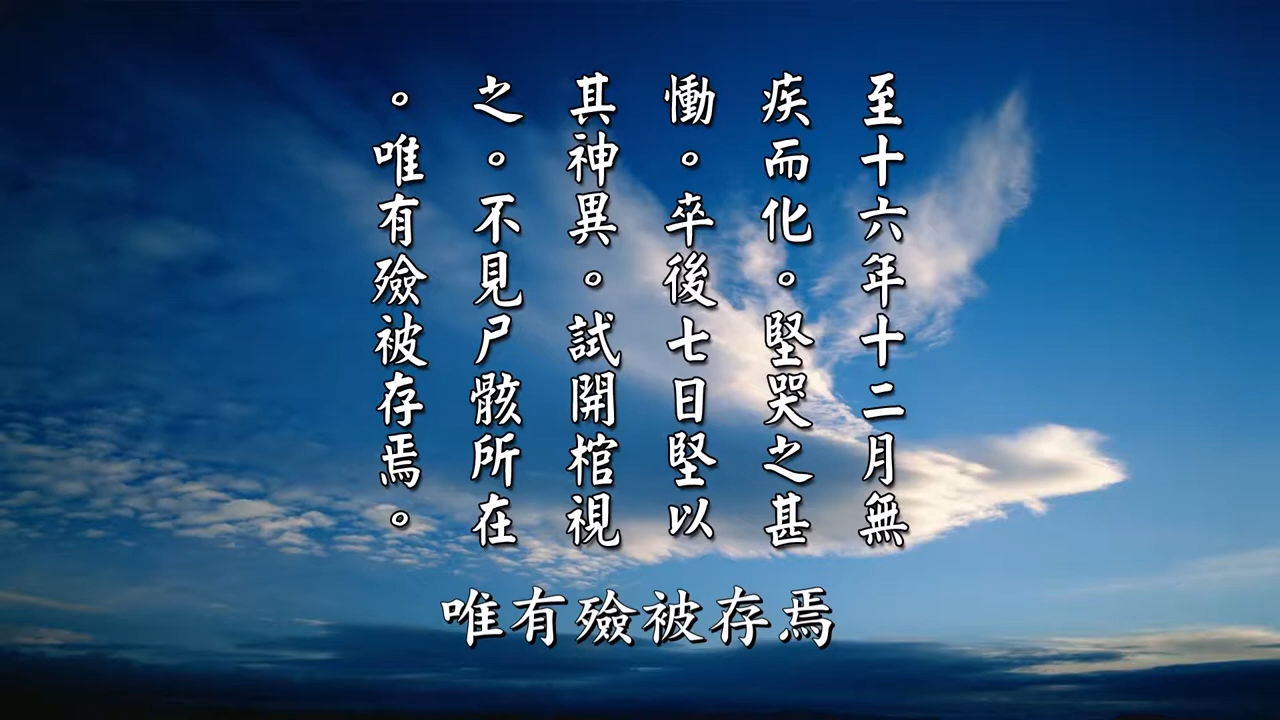 至十六年十二月無
疾而化。堅哭之甚
慟。卒後七日堅以
其神異。試開棺視
之。不見尸骸所在
。唯有殮被存焉。
唯有殮被存焉